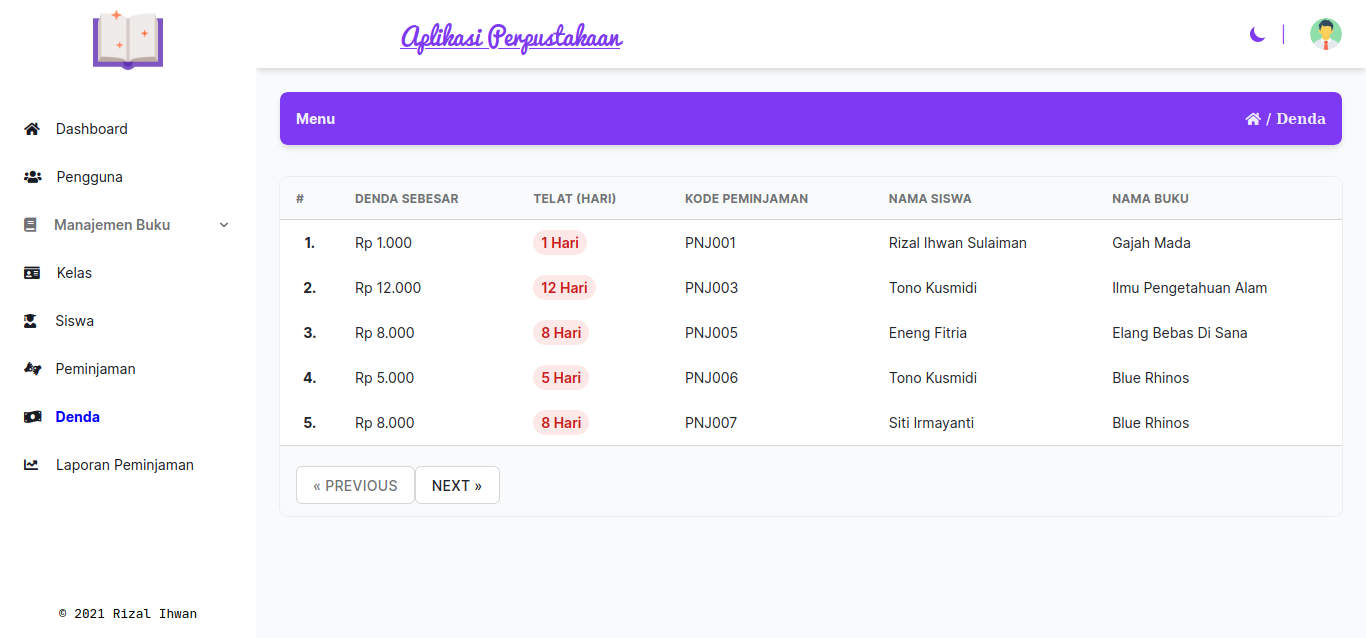 Aplikasi Perpustakaan
Dashboard
Pengguna
Manajemen Buku
Kelas
Siswa
Peminjaman
Denda
Laporan Peminjaman
© 2021 Rizal Ihwan
Menu
/ Denda
# DENDA SEBESAR TELAT (HARI) KODE PEMINJAMAN NAMA SISWA NAMA BUKU
1. Rp 1.000 1 Hari PNJ001 Rizal Ihwan Sulaiman Gajah Mada
2. Rp 12.000 12 Hari PNJ003 Tono Kusmidi Ilmu Pengetahuan Alam
3. Rp 8.000 8 Hari PNJ005 Eneng Fitria Elang Bebas Di Sana
4. Rp 5.000 5 Hari PNJ006 Tono Kusmidi Blue Rhinos
5. Rp 8.000 8 Hari PNJ007 Siti Irmayanti Blue Rhinos
« PREVIOUS NEXT »